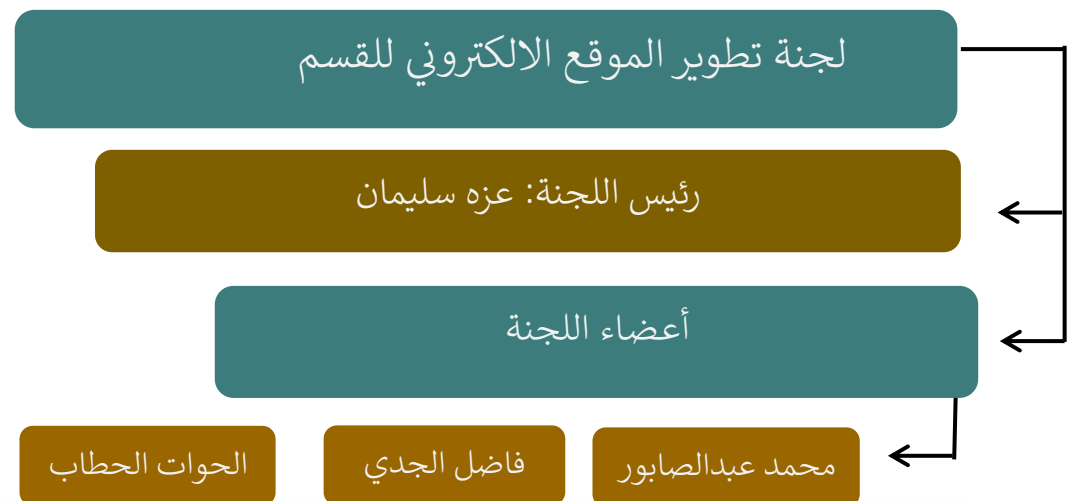 لجنة تطوير الموقع الالكتروني للقسم
رئيس اللجنة: عزه سليمان
أعضاء اللجنة
محمد عبدالصابور
فاضل الجدي
الحوات الحطاب